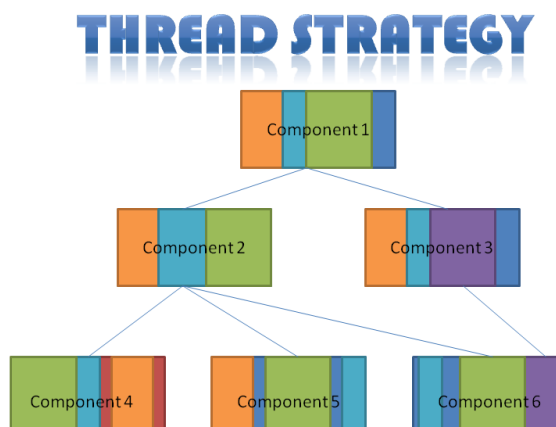 THREAD STRATEGY
Component 1
Component 2
Component 3
Component 4
Component 5
Component 6